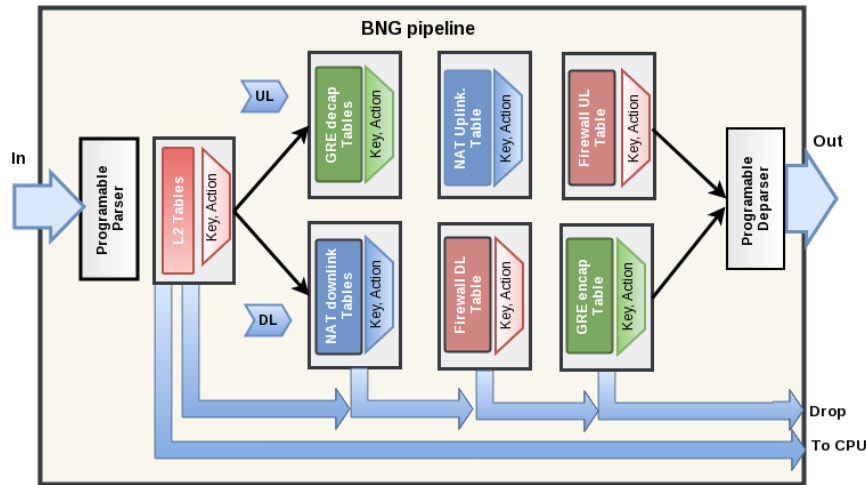 BNG pipeline
In
Programable
Parser
L2 Tables
Key, Action
UL
GRE decap
Tables
Key, Action
NAT Uplink.
Table
Key, Action
Firewall UL
Table
Key, Action
DL
NAT downlink
Tables
Key, Action
Firewall DL
Table
Key, Action
GRE encap
Table
Key, Action
Programable
Deparser
Out
Drop
To CPU